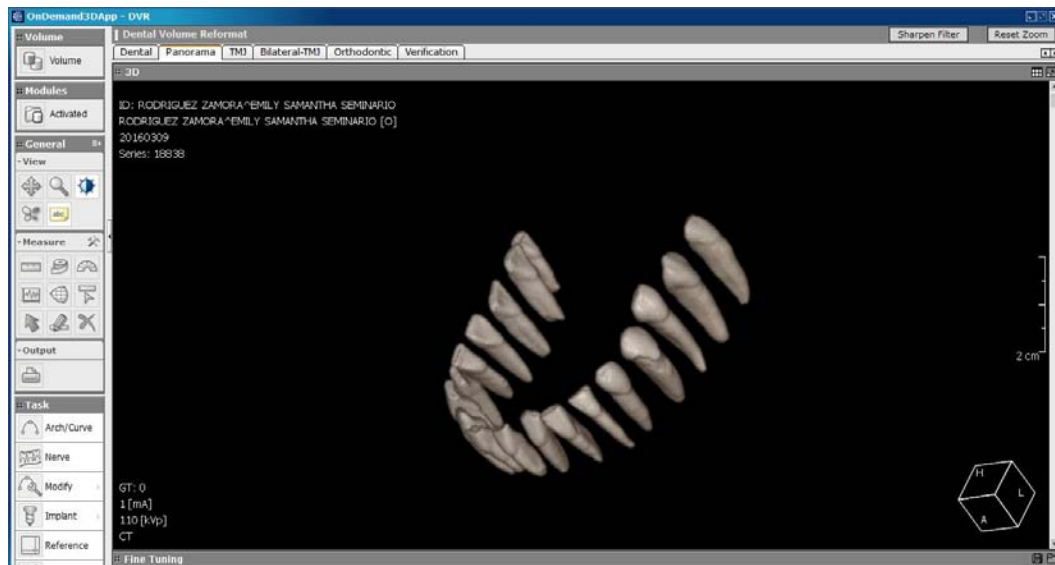 OnDemand3DApp - DVR
Volume
Dental Volume Reformat
Sharpen Filter
Reset Zoom
Volume
Dental
Panorama
TMJ
Bilateral-TMJ
Orthodontic
Verification
3D
Modules
Activated
ID: RODRIGUEZ ZAMORA^EMILY SAMANTHA SEMINARIO
RODRIGUEZ ZAMORA^EMILY SAMANTHA SEMINARIO [O]
20160309
Series: 18838
General
View
abc
Measure
Output
2 cm
Task
Arch/Curve
Nerve
Modify
Implant
Reference
GT: 0
1 [mA]
110 [kVp]
CT
H
L
A
Fine Tuning